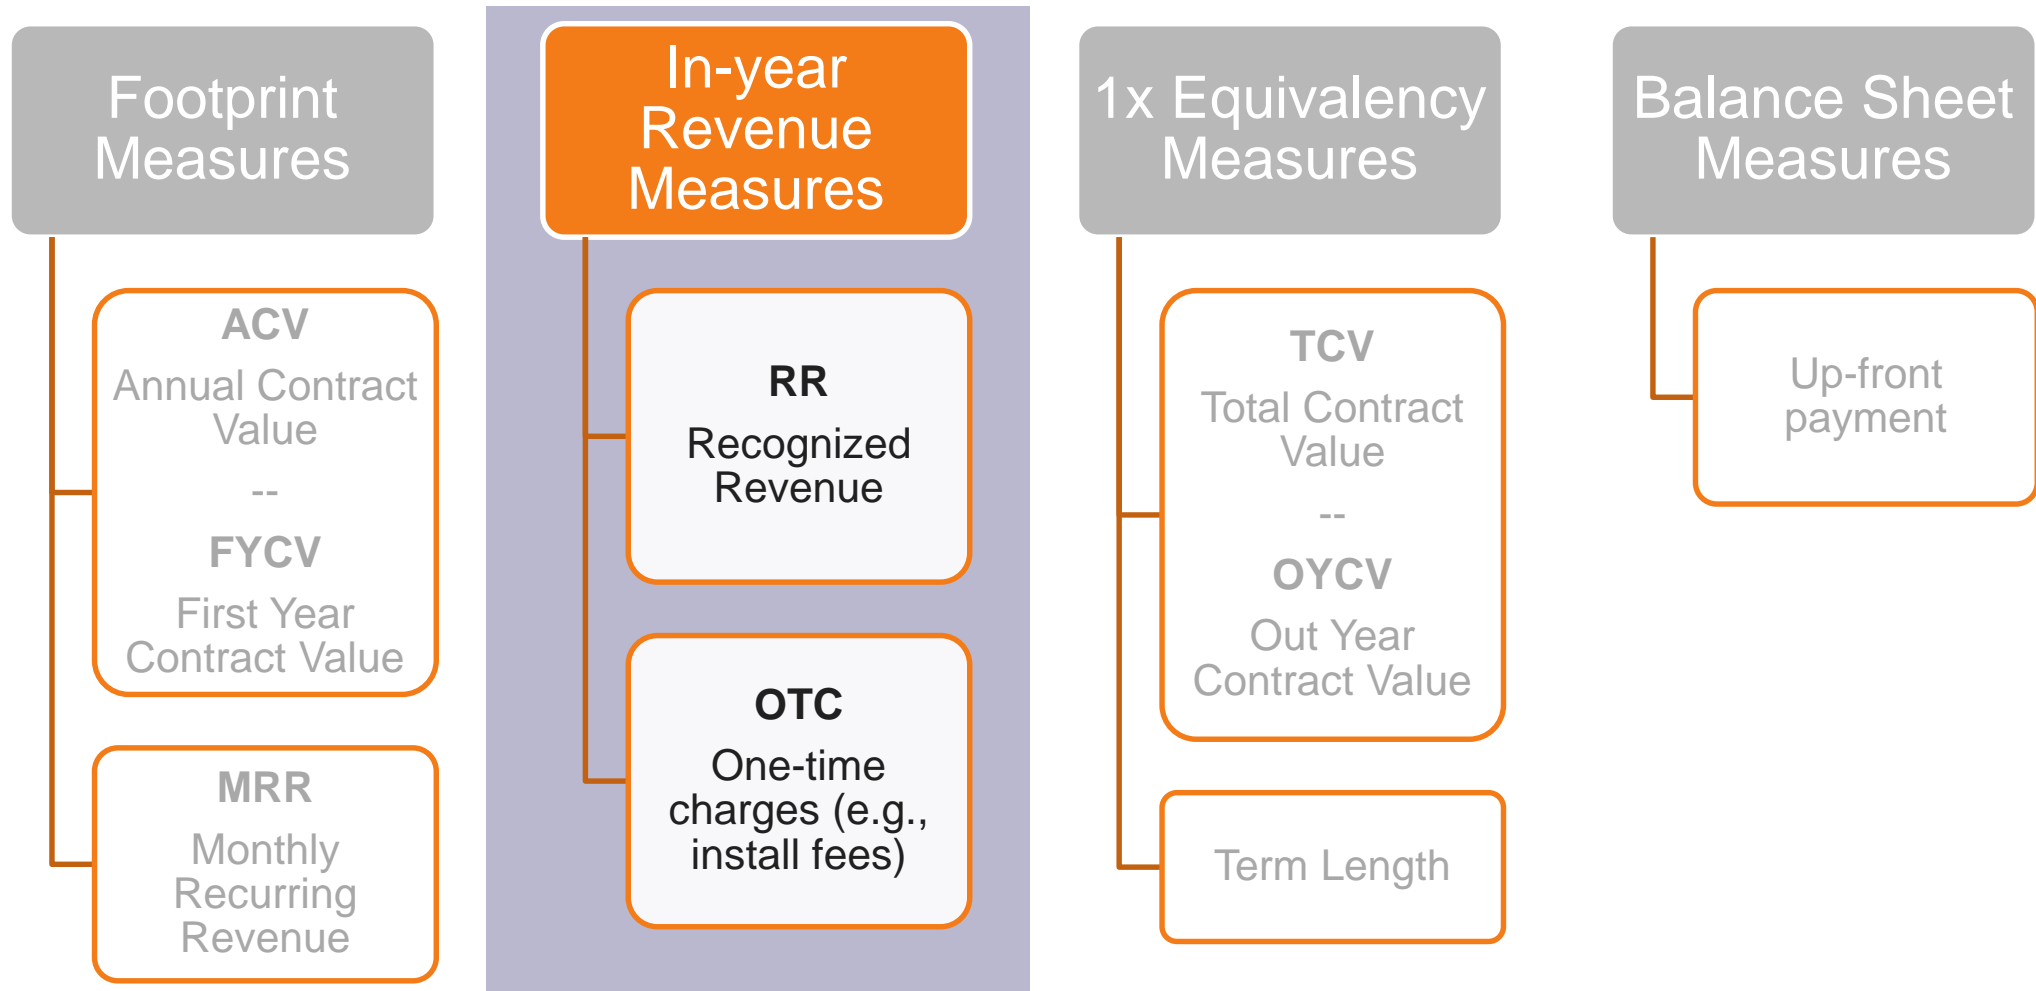 Footprint
Measures
ACV
Annual Contract
Value
--
FYCV
First Year
Contract Value
MRR
Monthly
Recurring
Revenue
In-year
Revenue
Measures
RR
Recognized
Revenue
OTC
One-time
charges (e.g.,
install fees)
1x Equivalency
Measures
TCV
Total Contract
Value
--
OYCV
Out Year
Contract Value
Term Length
Balance Sheet
Measures
Up-front
payment